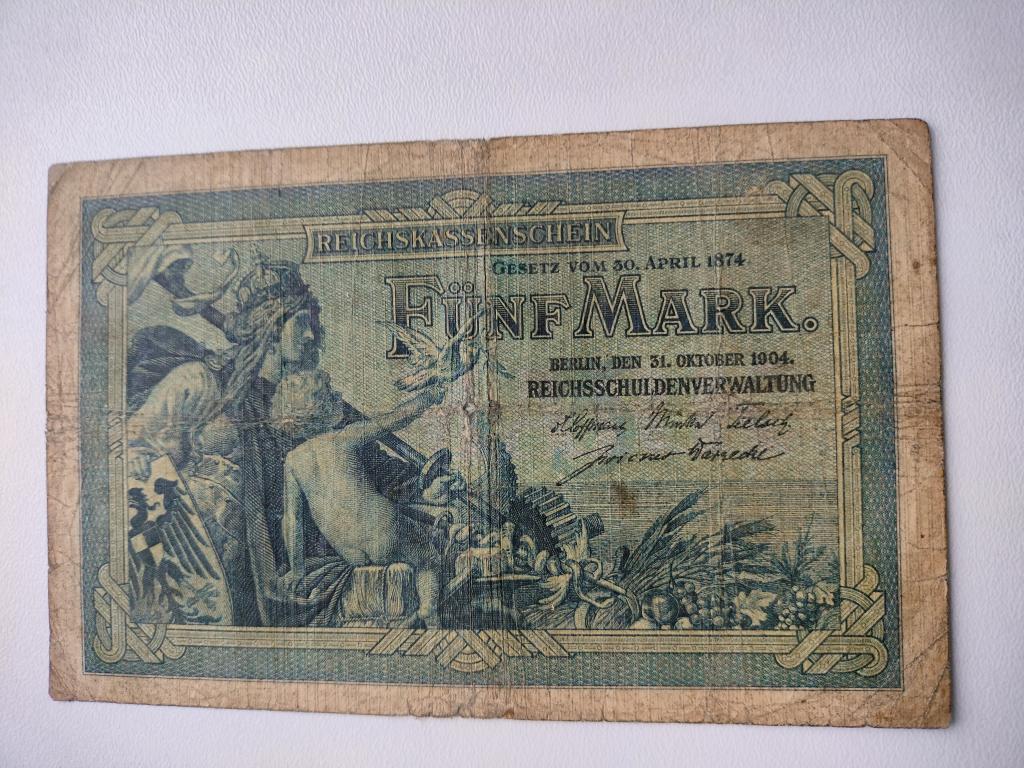 REICHSKASSENSCHEIN
GESETZ VOM 30. APRIL 1874
FÜNF MARK.
BERLIN, DEN 31. OKTOBER 1904.
REICHSSCHULDENVERWALTUNG